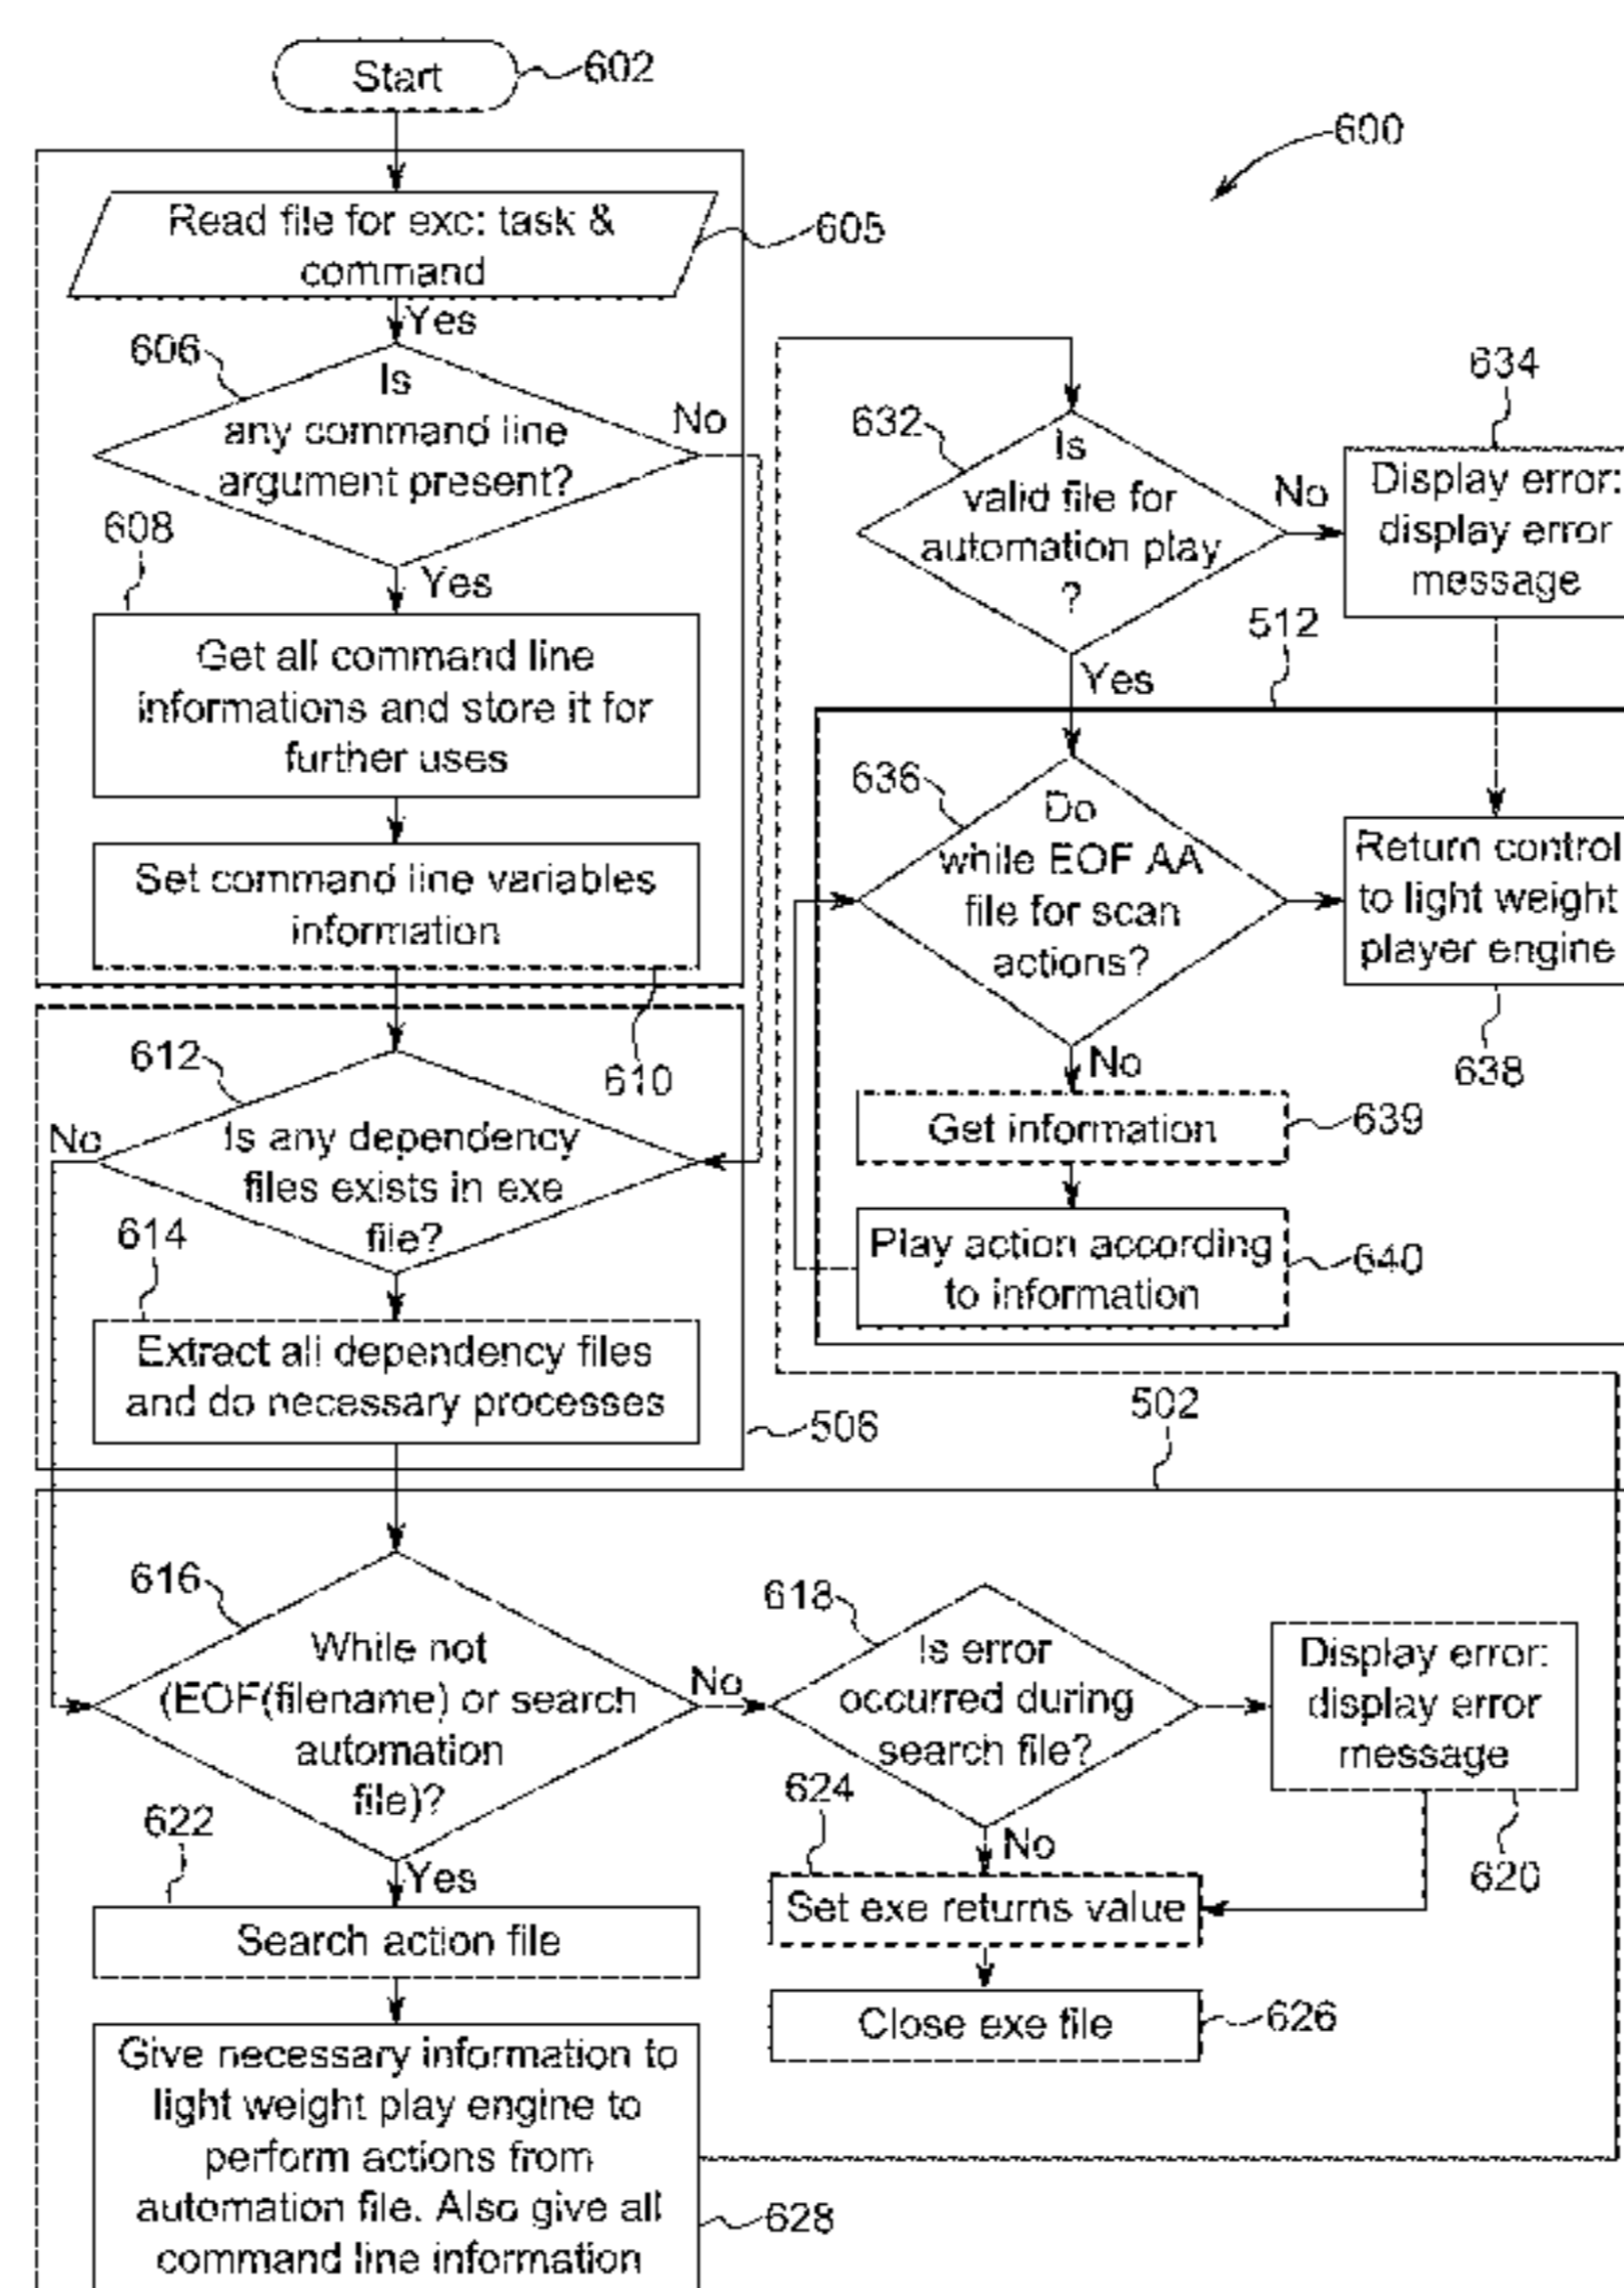 Start
602
600
Read file for exc: task &
command
605
Yes
606
Is
any command line
argument present?
No
608
Yes
Get all command line
informations and store it for
further uses
Set command line variables
information
610
612
No
Is any dependency
files exists in exe
file?
614
Extract all dependency files
and do necessary processes
506
632
Is
valid file for
automation play
?
No
634
Display error:
display error
message
512
Yes
636
Do
while EOF AA
file for scan
actions?
Return control
to light weight
player engine
638
No
Get information
639
Play action according
to information
640
502
616
While not
(EOF(filename) or search
automation
file)?
No
618
Is error
occurred during
search file?
Display error:
display error
message
620
622
Yes
Search action file
624
No
Set exe returns value
Close exe file
626
Give necessary information to
light weight play engine to
perform actions from
automation file. Also give all
command line information
628